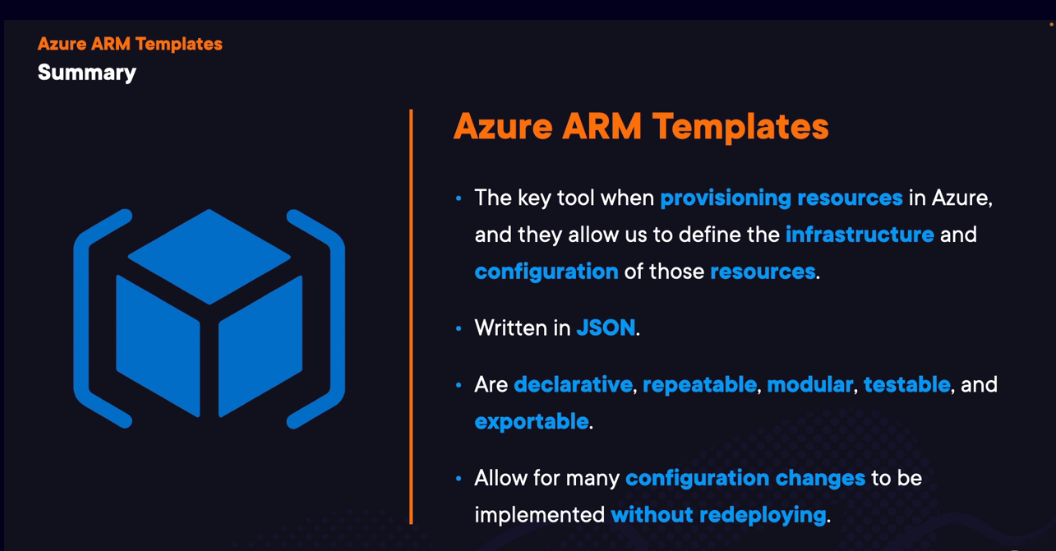 Azure ARM Templates
Summary
Azure ARM Templates
• The key tool when provisioning resources in Azure,
and they allow us to define the infrastructure and
configuration of those resources.
• Written in JSON.
• Are declarative, repeatable, modular, testable, and
exportable.
• Allow for many configuration changes to be
implemented without redeploying.